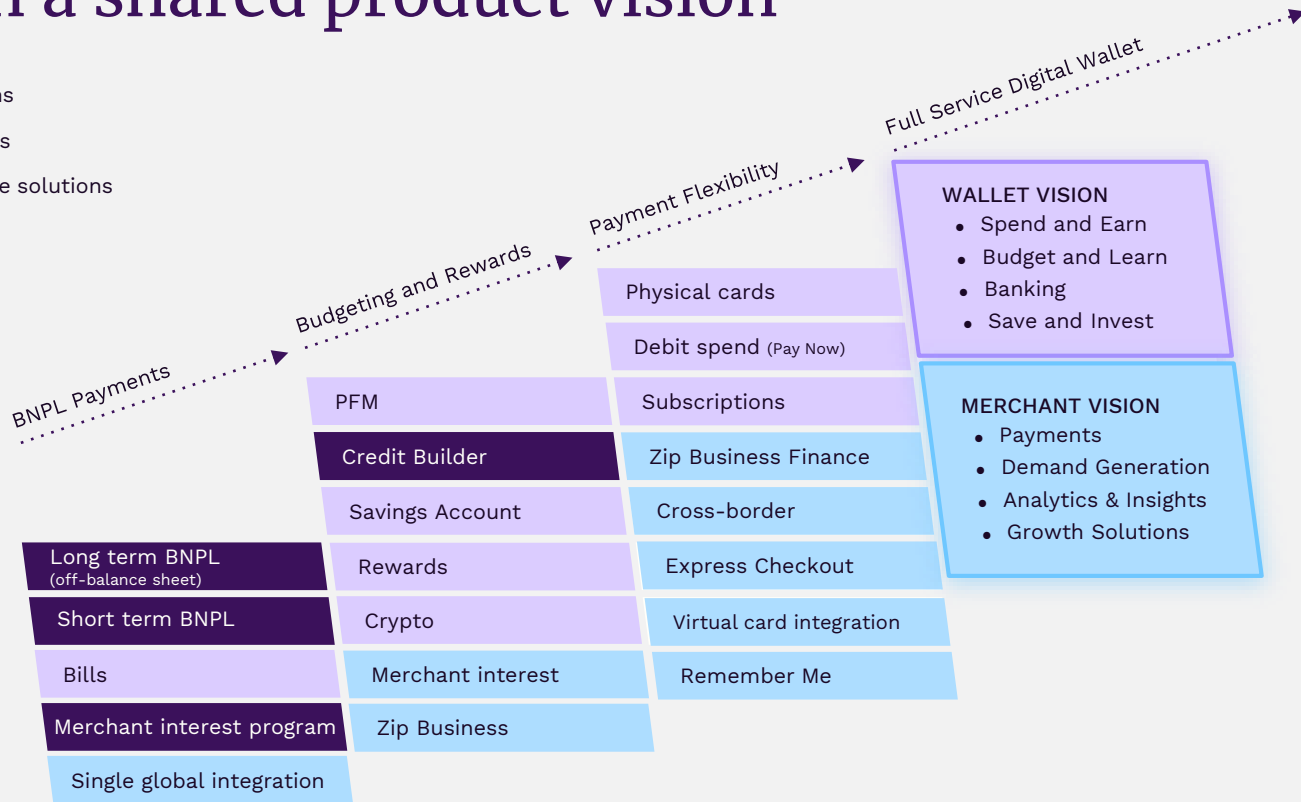 a shared product vision
s
e solutions
BNPL Payments
Long term BNPL
(off-balance sheet)
Short term BNPL
Bills
Merchant interest program
Single global integration
Budgeting and Rewards
PFM
Credit Builder
Savings Account
Rewards
Crypto
Merchant interest
Zip Business
Payment Flexibility
Physical cards
Debit spend (Pay Now)
Subscriptions
Zip Business Finance
Cross-border
Express Checkout
Virtual card integration
Remember Me
Full Service Digital Wallet
WALLET VISION
• Spend and Earn
• Budget and Learn
• Banking
• Save and Invest
MERCHANT VISION
• Payments
• Demand Generation
• Analytics & Insights
• Growth Solutions